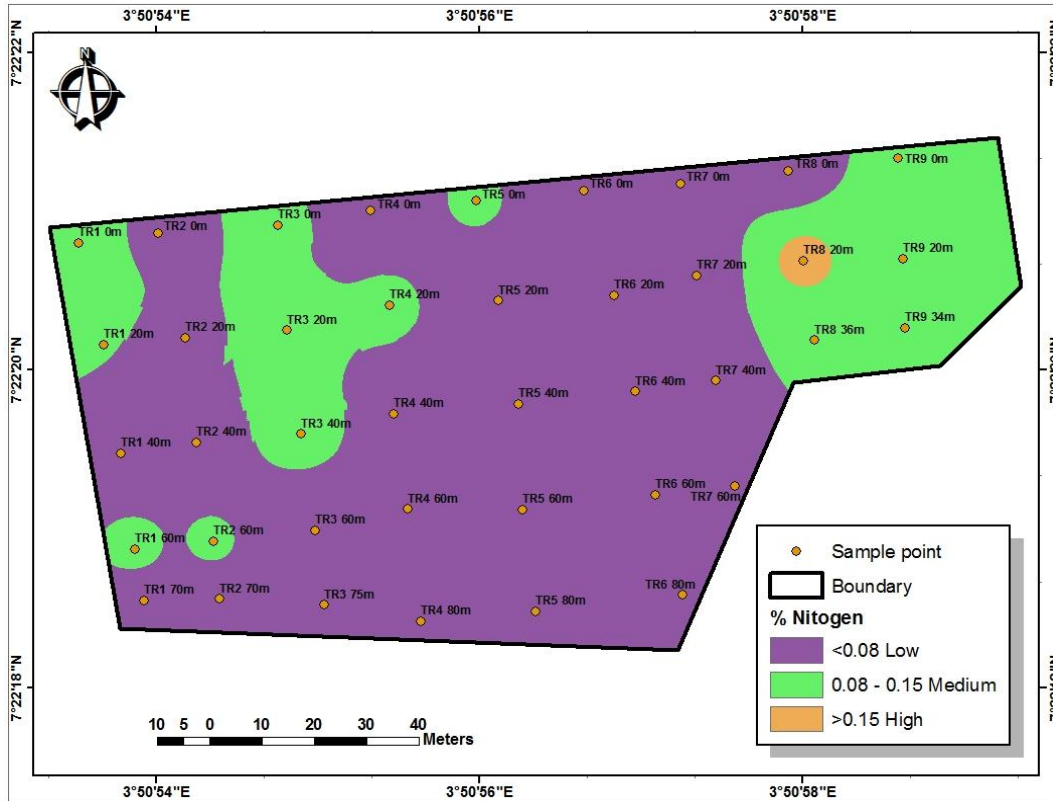 3°50'54"E 3°50'56"E 3°50'58"E
7°22'22"N
N
TR9 0m
TR8 0m
TR7 0m
TR6 0m
TR5 0m
TR4 0m
TR3 0m
TR2 0m
TR1 0m
TR8 20m
TR9 20m
TR7 20m
TR6 20m
TR5 20m
TR4 20m
TR3 20m
TR2 20m
TR1 20m
TR8 36m
TR9 34m
7°22'20"N
TR7 40m
TR6 40m
TR5 40m
TR4 40m
TR3 40m
TR2 40m
TR1 40m
TR6 60m
TR7 60m
TR4 60m
TR5 60m
TR3 60m
TR2 60m
TR1 60m
TR6 80m
TR1 70m
TR2 70m
TR3 75m
TR4 80m
TR5 80m
Sample point
Boundary
% Nitogen
<0.08 Low
0.08 - 0.15 Medium
>0.15 High
7°22'18"N
10 5 0 10 20 30 40
Meters
3°50'54"E 3°50'56"E 3°50'58"E